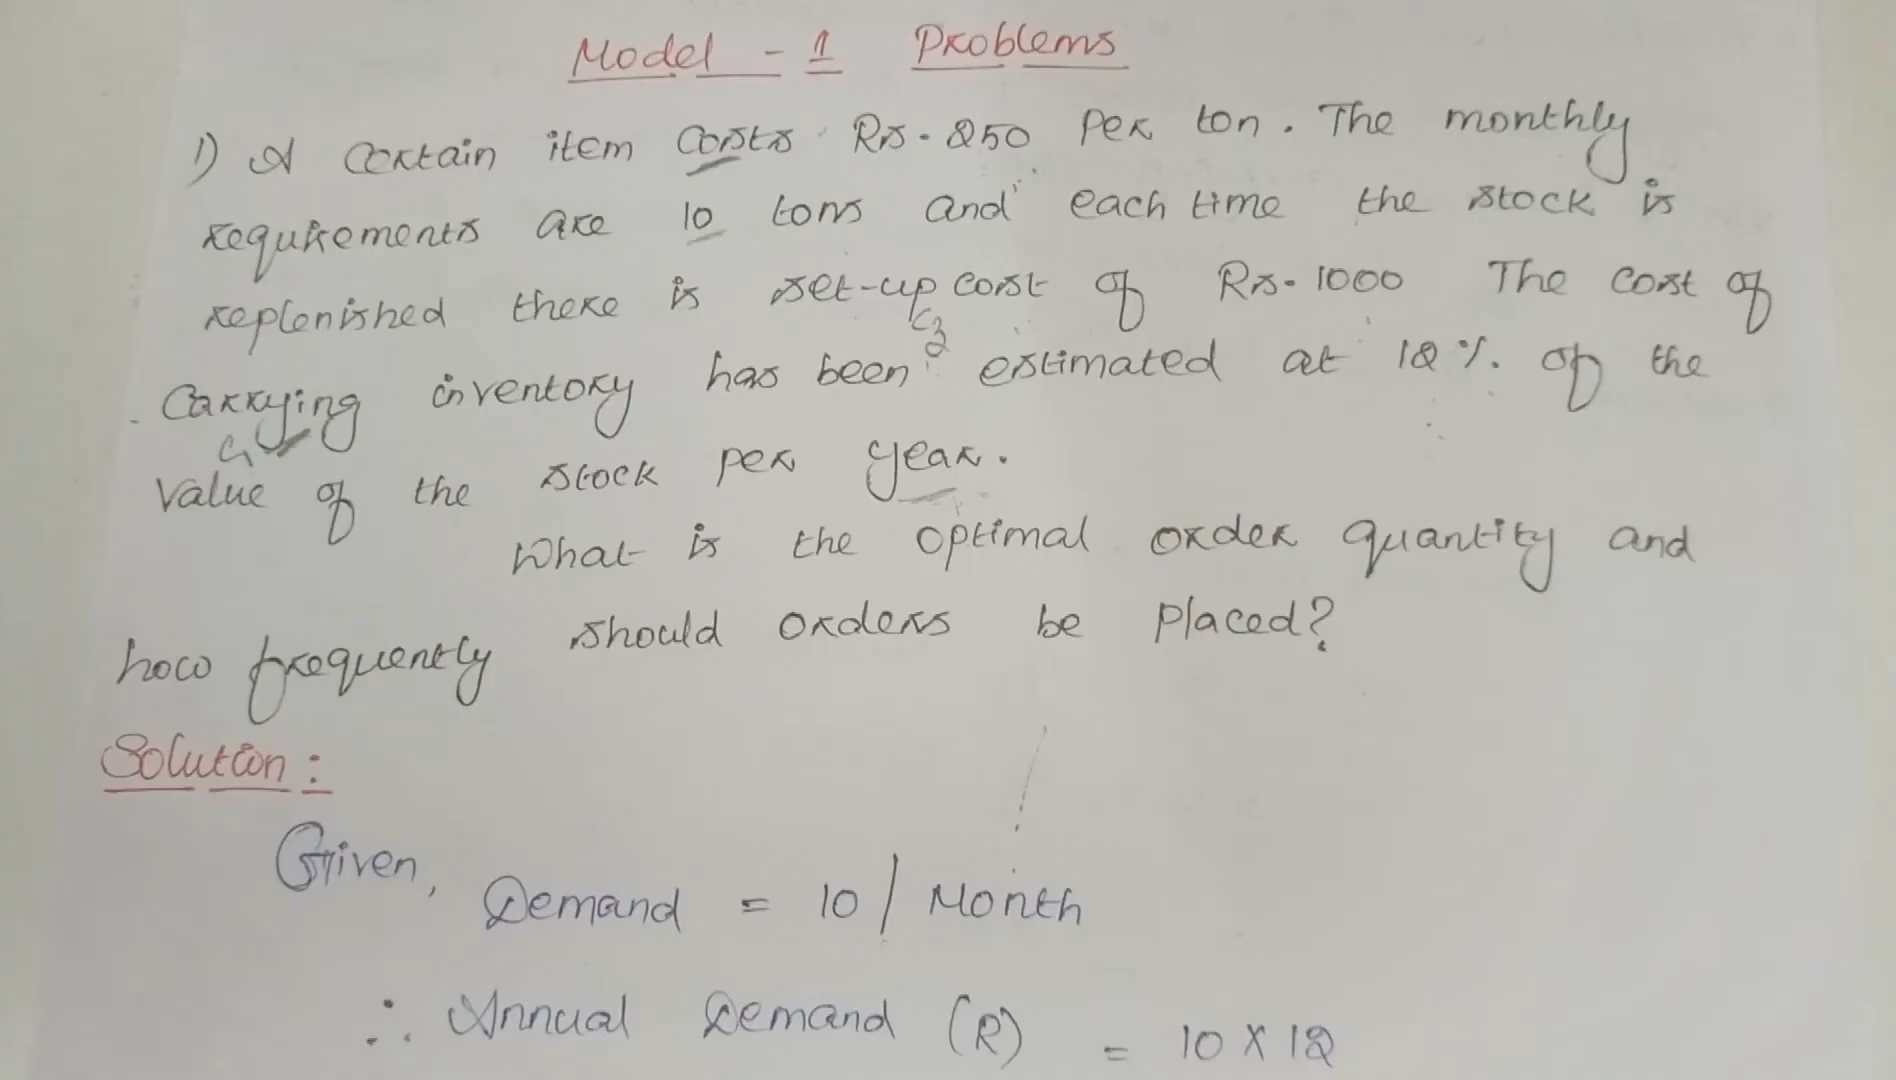 Model - 1 Problems
1) A certain item costs Rs. 250 per ton. The monthly
requirements are 10 tons and each time the stock is
replenished there is set-up cost of Rs. 1000 The cost of
C3
carrying inventory has been estimated at 12 %. of the
C1
value of the stock per year.
What is the optimal order quantity and
how frequently should orders be placed?
Solution :
Given,
Demand = 10 / Month
∴ Annual Demand (R) = 10 X 12